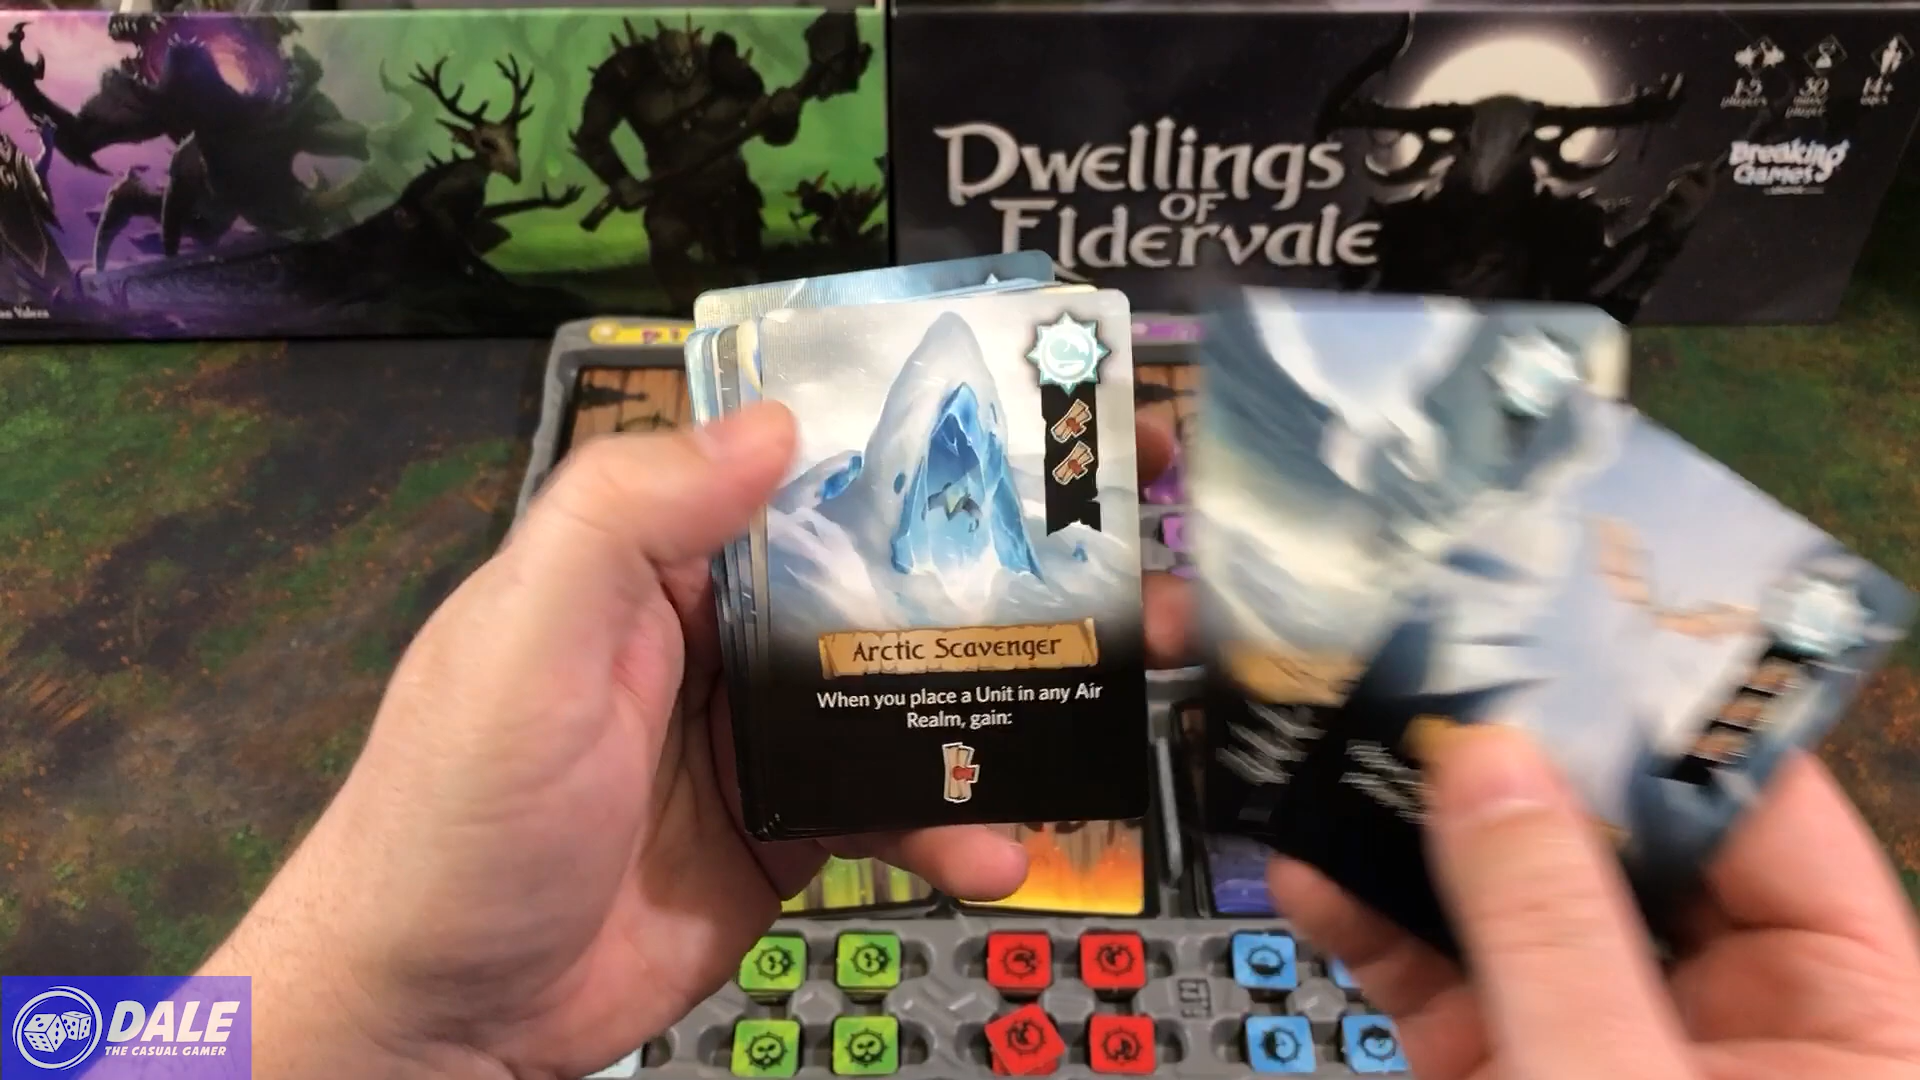 Dwellings
OF
Eldervale
1-5
30
14+
players
ages
Breaking
Games
Arctic Scavenger
When you place a Unit in any Air
Realm, gain:
DALE
THE CASUAL GAMER